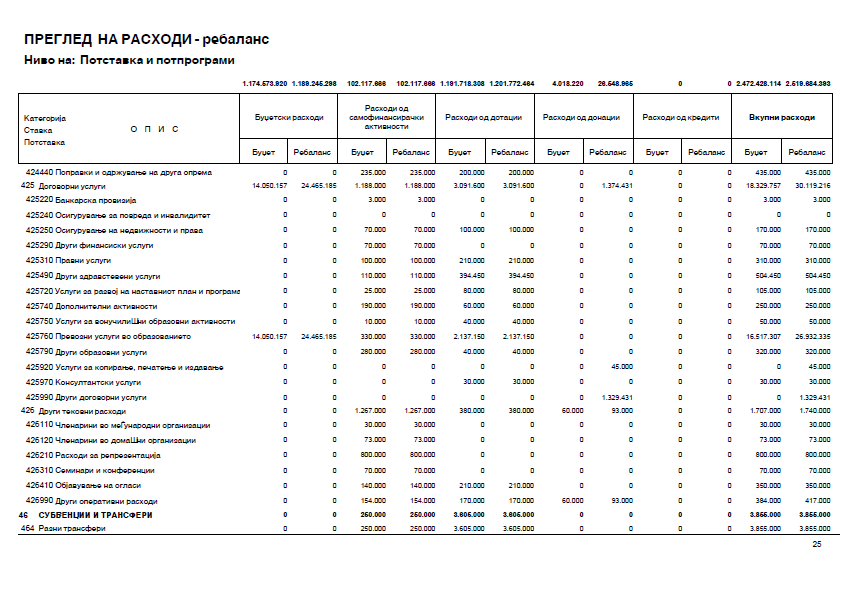 ПРЕГЛЕД НА РАСХОДИ - ребаланс
Ниво на: Потставка и потпрограми
1.174.573.920 1.189.245.298 102.117.666 102.117.666 1.191.718.308 1.201.772.464 4.018.220 26.548.965 0 0 2.472.428.114 2.519.684.393
Категорија
Ставка
Потставка
О П И С
Буџетски расходи
Расходи од самофинансирачки активности
Расходи од дотации
Расходи од донации
Расходи од кредити
Вкупни расходи
Буџет Ребаланс Буџет Ребаланс Буџет Ребаланс Буџет Ребаланс Буџет Ребаланс Буџет Ребаланс
424440 Поправки и одржување на друга опрема 0 0 235.000 235.000 200.000 200.000 0 0 0 0 435.000 435.000
425 Договорни услуги 14.050.157 24.465.185 1.188.000 1.188.000 3.091.600 3.091.600 0 1.374.431 0 0 18.329.757 30.119.216
425220 Банкарска провизија 0 0 3.000 3.000 0 0 0 0 0 0 3.000 3.000
425240 Осигурување за повреда и инвалидитет 0 0 0 0 0 0 0 0 0 0 0 0
425250 Осигурување на недвижности и права 0 0 70.000 70.000 100.000 100.000 0 0 0 0 170.000 170.000
425290 Други финансиски услуги 0 0 70.000 70.000 0 0 0 0 0 0 70.000 70.000
425310 Правни услуги 0 0 100.000 100.000 210.000 210.000 0 0 0 0 310.000 310.000
425490 Други здравствени услуги 0 0 110.000 110.000 394.450 394.450 0 0 0 0 504.450 504.450
425720 Услуги за развој на наставниот план и програма 0 0 25.000 25.000 80.000 80.000 0 0 0 0 105.000 105.000
425740 Дополнителни активности 0 0 190.000 190.000 60.000 60.000 0 0 0 0 250.000 250.000
425750 Услуги за вонучилиШни образовни активности 0 0 10.000 10.000 40.000 40.000 0 0 0 0 50.000 50.000
425760 Превозни услуги во образованието 14.050.157 24.465.185 330.000 330.000 2.137.150 2.137.150 0 0 0 0 16.517.307 26.932.335
425790 Други образовни услуги 0 0 280.000 280.000 40.000 40.000 0 0 0 0 320.000 320.000
425920 Услуги за копирање, печатење и издавање 0 0 0 0 0 0 0 45.000 0 0 0 45.000
425970 Консултантски услуги 0 0 0 0 30.000 30.000 0 0 0 0 30.000 30.000
425990 Други договорни услуги 0 0 0 0 0 0 0 1.329.431 0 0 0 1.329.431
426 Други тековни расходи 0 0 1.267.000 1.267.000 380.000 380.000 60.000 93.000 0 0 1.707.000 1.740.000
426110 Членарини во меЃународни организации 0 0 30.000 30.000 0 0 0 0 0 0 30.000 30.000
426120 Членарини во домаШни организации 0 0 73.000 73.000 0 0 0 0 0 0 73.000 73.000
426210 Расходи за репрезентација 0 0 800.000 800.000 0 0 0 0 0 0 800.000 800.000
426310 Семинари и конференции 0 0 70.000 70.000 0 0 0 0 0 0 70.000 70.000
426410 Објавување на огласи 0 0 140.000 140.000 210.000 210.000 0 0 0 0 350.000 350.000
426990 Други оперативни расходи 0 0 154.000 154.000 170.000 170.000 60.000 93.000 0 0 384.000 417.000
46 СУБВЕНЦИИ И ТРАНСФЕРИ 0 0 250.000 250.000 3.605.000 3.605.000 0 0 0 0 3.855.000 3.855.000
464 Разни трансфери 0 0 250.000 250.000 3.605.000 3.605.000 0 0 0 0 3.855.000 3.855.000
25